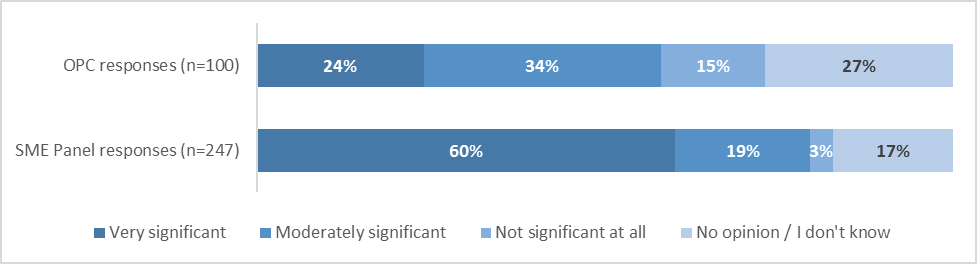 OPC responses (n=100)
24%
34%
15%
27%
SME Panel responses (n=247)
60%
19%
3%
17%
Very significant
Moderately significant
Not significant at all
No opinion / I don't know